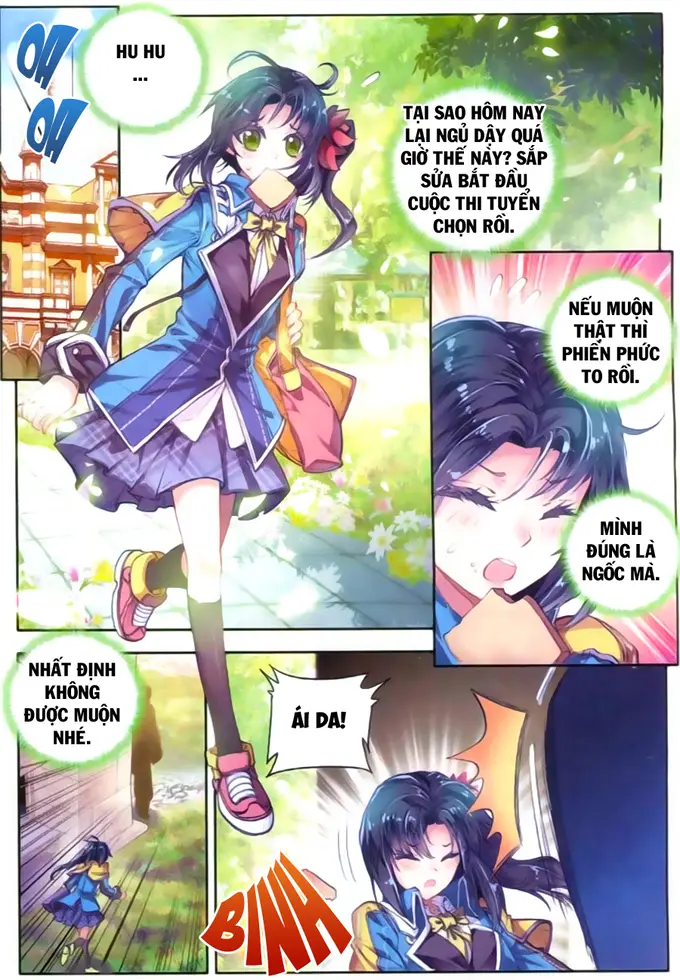 OA
OA
HU HU
...
TẠI SAO HÔM NAY
LẠI NGỦ DẬY QUÁ
GIỜ THẾ NÀY? SẮP
SỬA BẮT ĐẦU
CUỘC THI TUYỂN
CHỌN RỒI.
NẾU MUỘN
THẬT THÌ
PHIỀN PHỨC
TO RỒI.
MÌNH
ĐÚNG LÀ
NGỐC MÀ.
NHẤT ĐỊNH
KHÔNG
ĐƯỢC MUỘN
NHÉ.
ÁI DA!
BINH